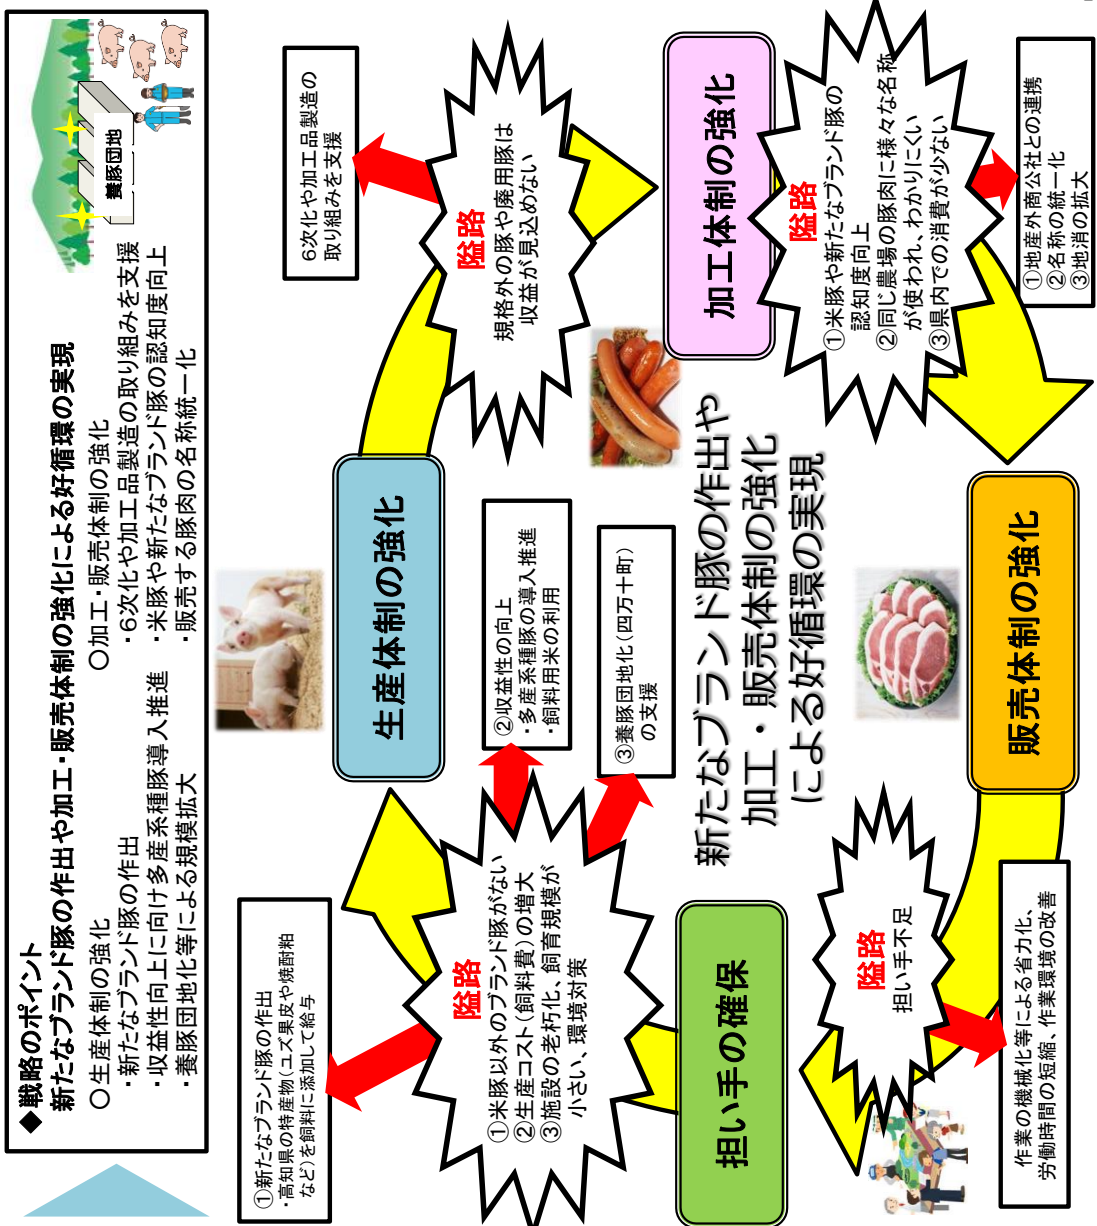 ◆戦略のポイント
新たなブランド豚の作出や加工・販売体制の強化による好循環の実現
○生産体制の強化
・新たなブランド豚の作出
・収益性向上に向け多産系種豚導入推進
・養豚団地化等による規模拡大
○加工・販売体制の強化
・6次化や加工品製造の取り組みを支援
・米豚や新たなブランド豚の認知度向上
・販売する豚肉の名称統一化
養豚団地
①新たなブランド豚の作出
・高知県の特産物(ユズ果皮や焼酎粕
など)を飼料に添加して給与
生産体制の強化
6次化や加工品製造の
取り組みを支援
隘路
①米豚以外のブランド豚がない
②生産コスト(飼料費)の増大
③施設の老朽化、飼育規模が
小さい、環境対策
②収益性の向上
・多産系種豚の導入推進
・飼料用米の利用
③養豚団地化(四万十町)
の支援
隘路
規格外の豚や廃用豚は
収益が見込めない
担い手の確保
新たなブランド豚の作出や
加工・販売体制の強化
による好循環の実現
加工体制の強化
隘路
担い手不足
隘路
①米豚や新たなブランド豚の
認知度向上
②同じ農場の豚肉に様々な名称
が使われ、わかりにくい
③県内での消費が少ない
販売体制の強化
作業の機械化等による省力化、
労働時間の短縮、作業環境の改善
①地産外商公社との連携
②名称の統一化
③地消の拡大